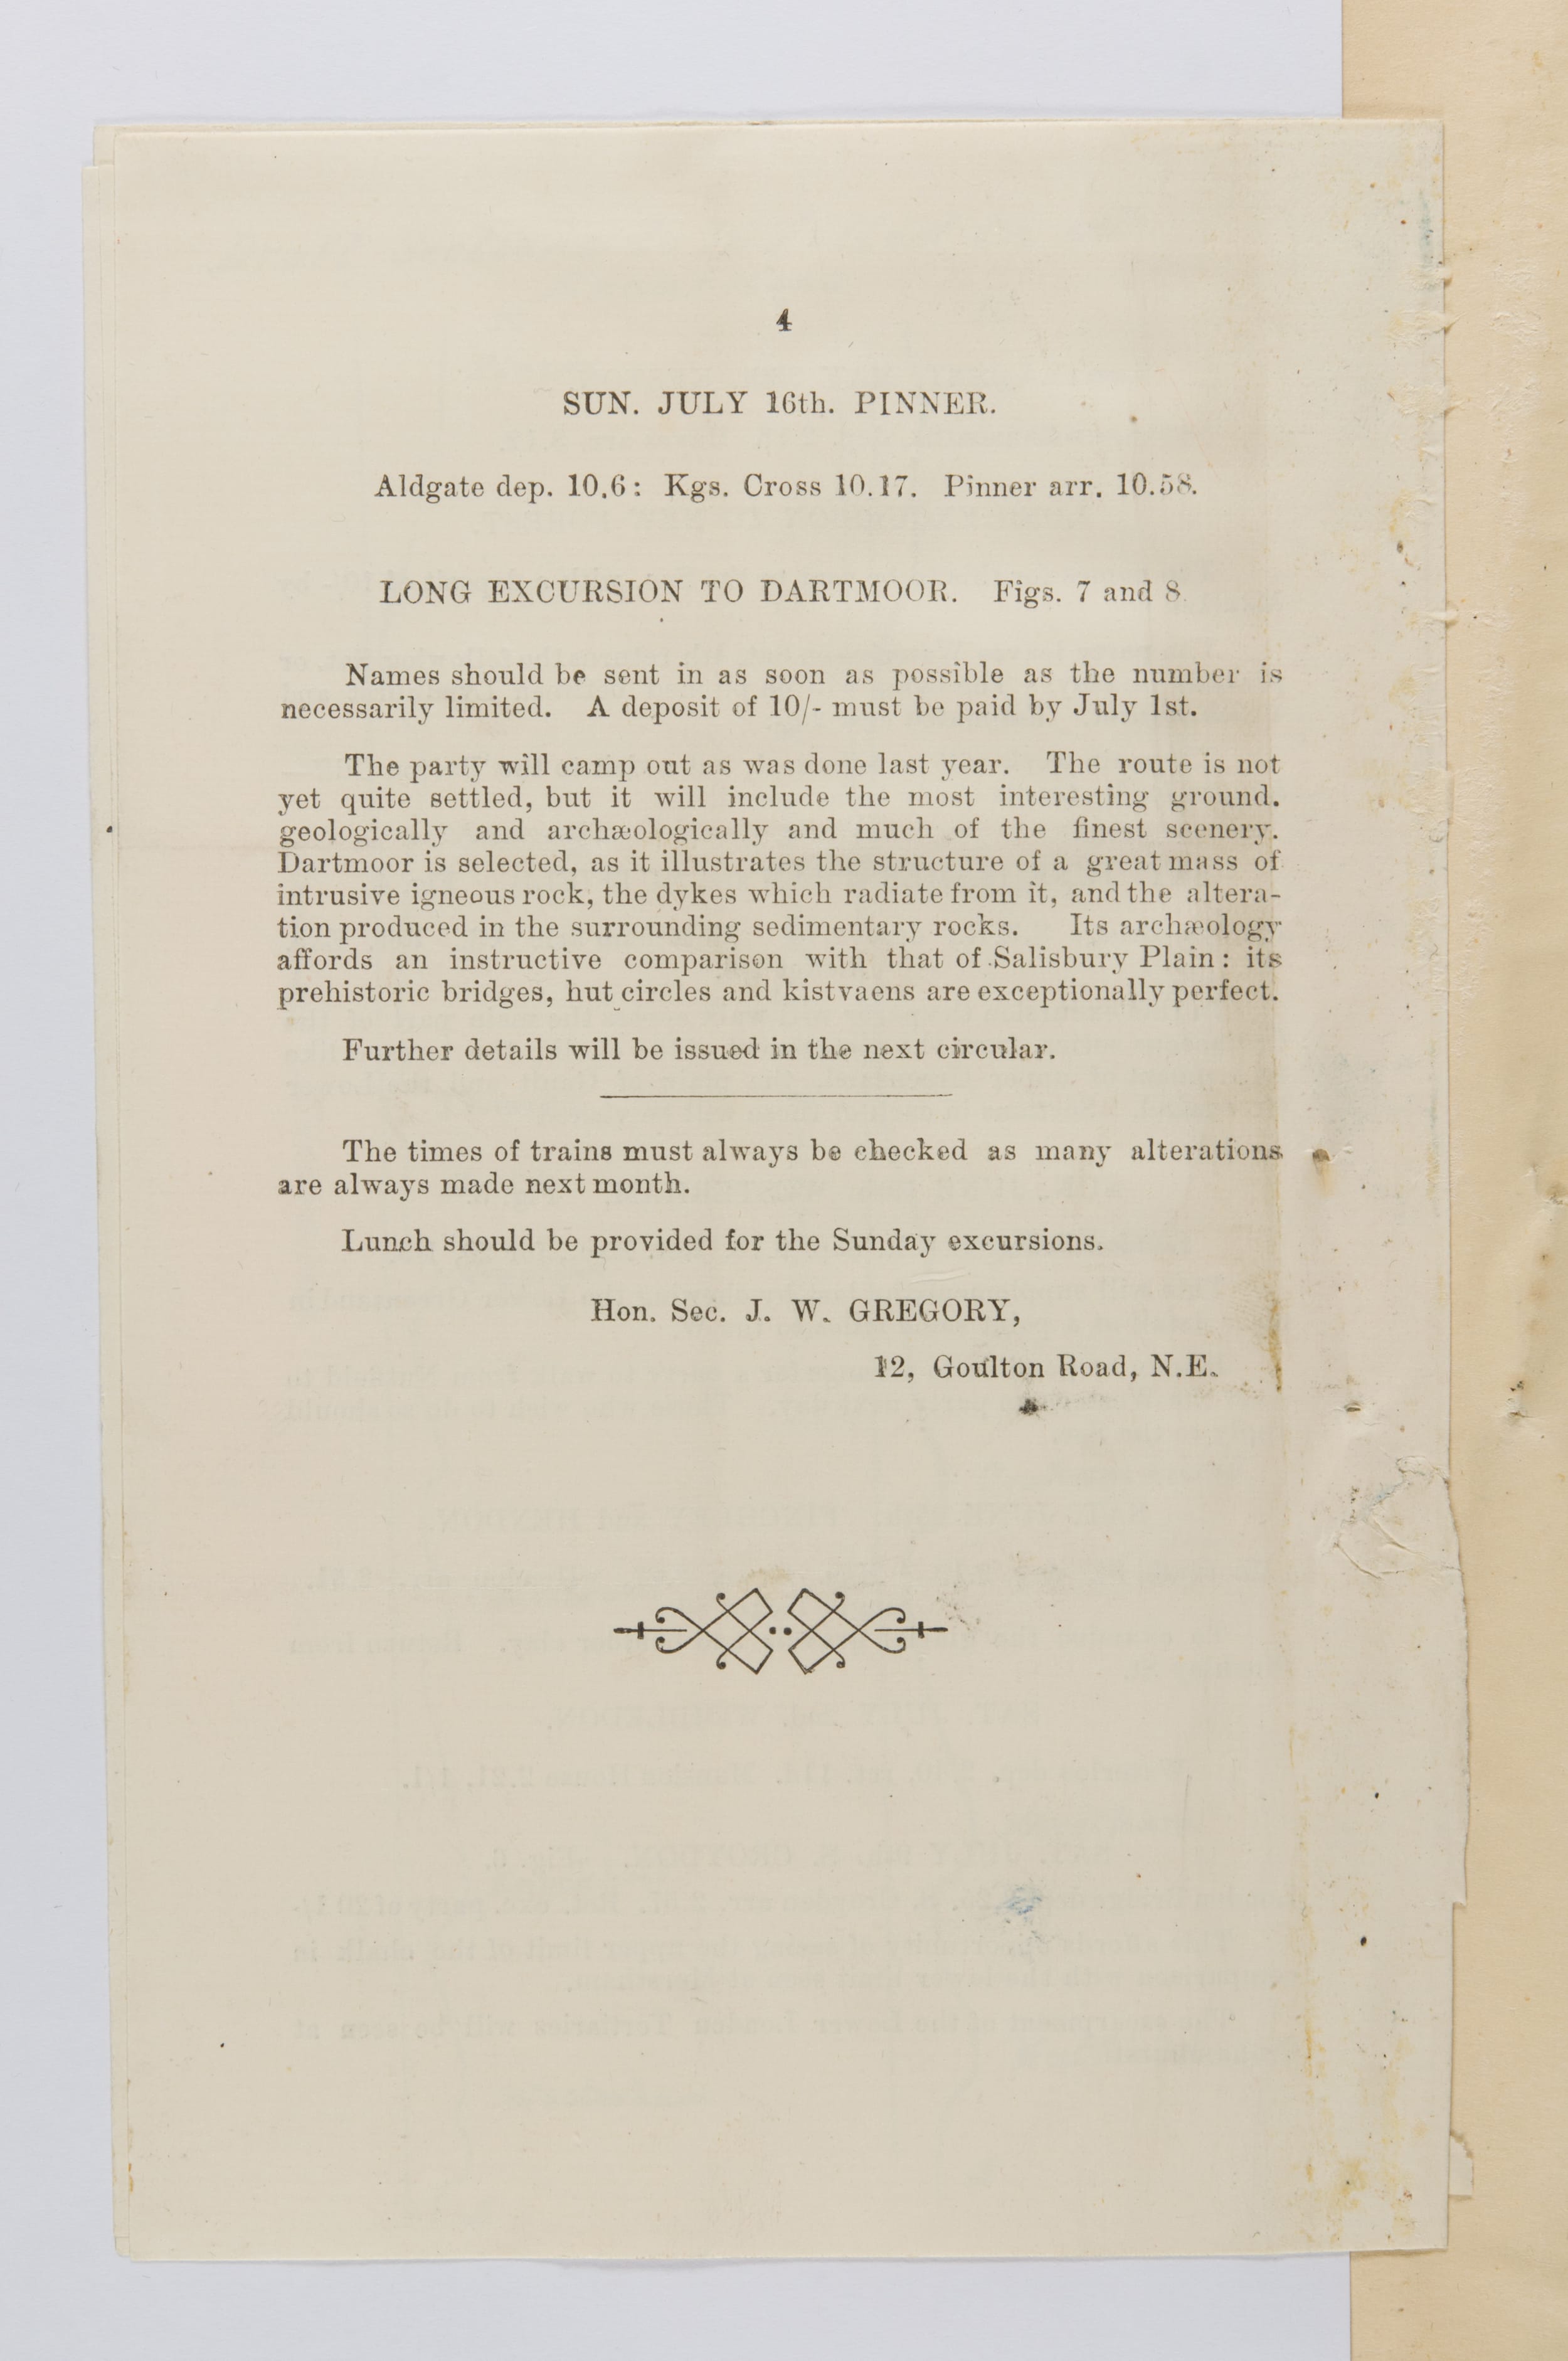 4
SUN. JULY 16th. PINNER.
Aldgate dep. 10.6: Kgs. Cross 10.17. Pinner arr. 10.58.
LONG EXCURSION TO DARTMOOR. Figs. 7 and 8.
Names should be sent in as soon as possible as the number is
necessarily limited. A deposit of 10/- must be paid by July 1st.
The party will camp out as was done last year. The route is not
yet quite settled, but it will include the most interesting ground.
geologically and archæologically and much of the finest scenery.
Dartmoor is selected, as it illustrates the structure of a great mass of
intrusive igneous rock, the dykes which radiate from it, and the altera-
tion produced in the surrounding sedimentary rocks. Its archæology
affords an instructive comparison with that of Salisbury Plain: its
prehistoric bridges, hut circles and kistvaens are exceptionally perfect.
Further details will be issued in the next circular.
The times of trains must always be checked as many alterations
are always made next month.
Lunch should be provided for the Sunday excursions.
Hon. Sec. J. W. GREGORY,
12, Goulton Road, N.E.